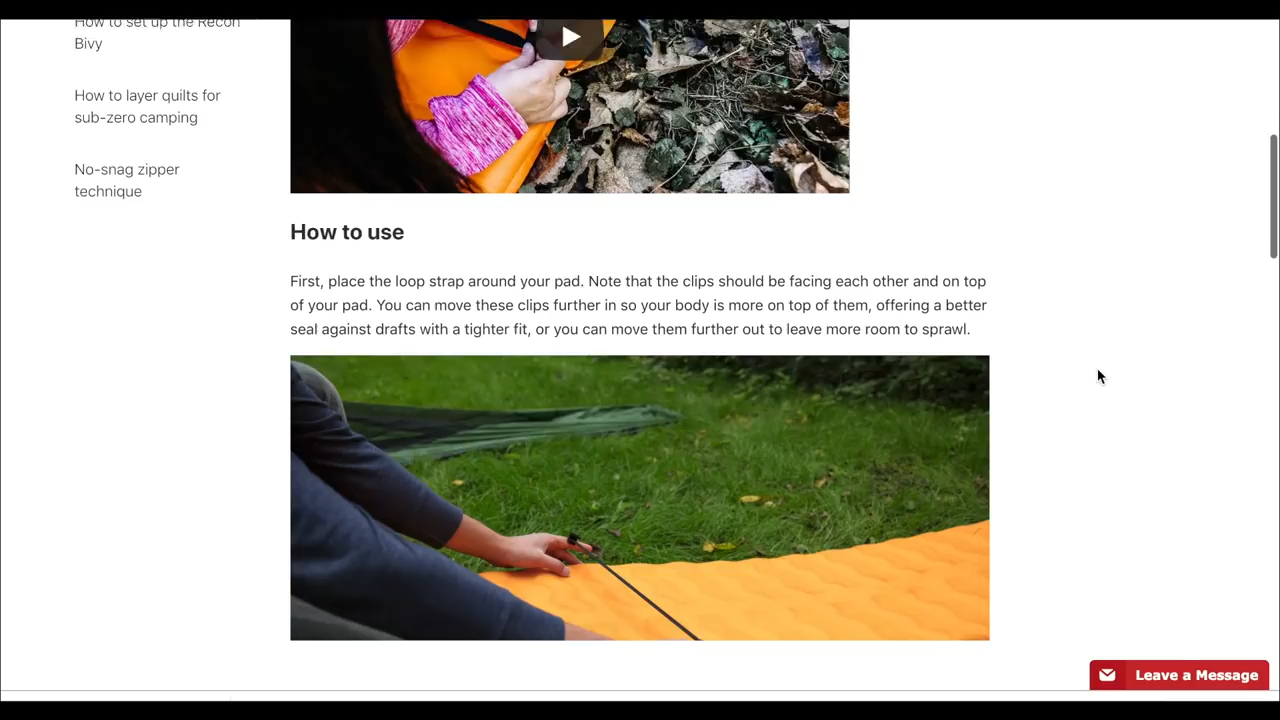 How to set up the Recon
Bivy
How to layer quilts for
sub-zero camping
No-snag zipper
technique
How to use
First, place the loop strap around your pad. Note that the clips should be facing each other and on top
of your pad. You can move these clips further in so your body is more on top of them, offering a better
seal against drafts with a tighter fit, or you can move them further out to leave more room to sprawl.
Leave a Message